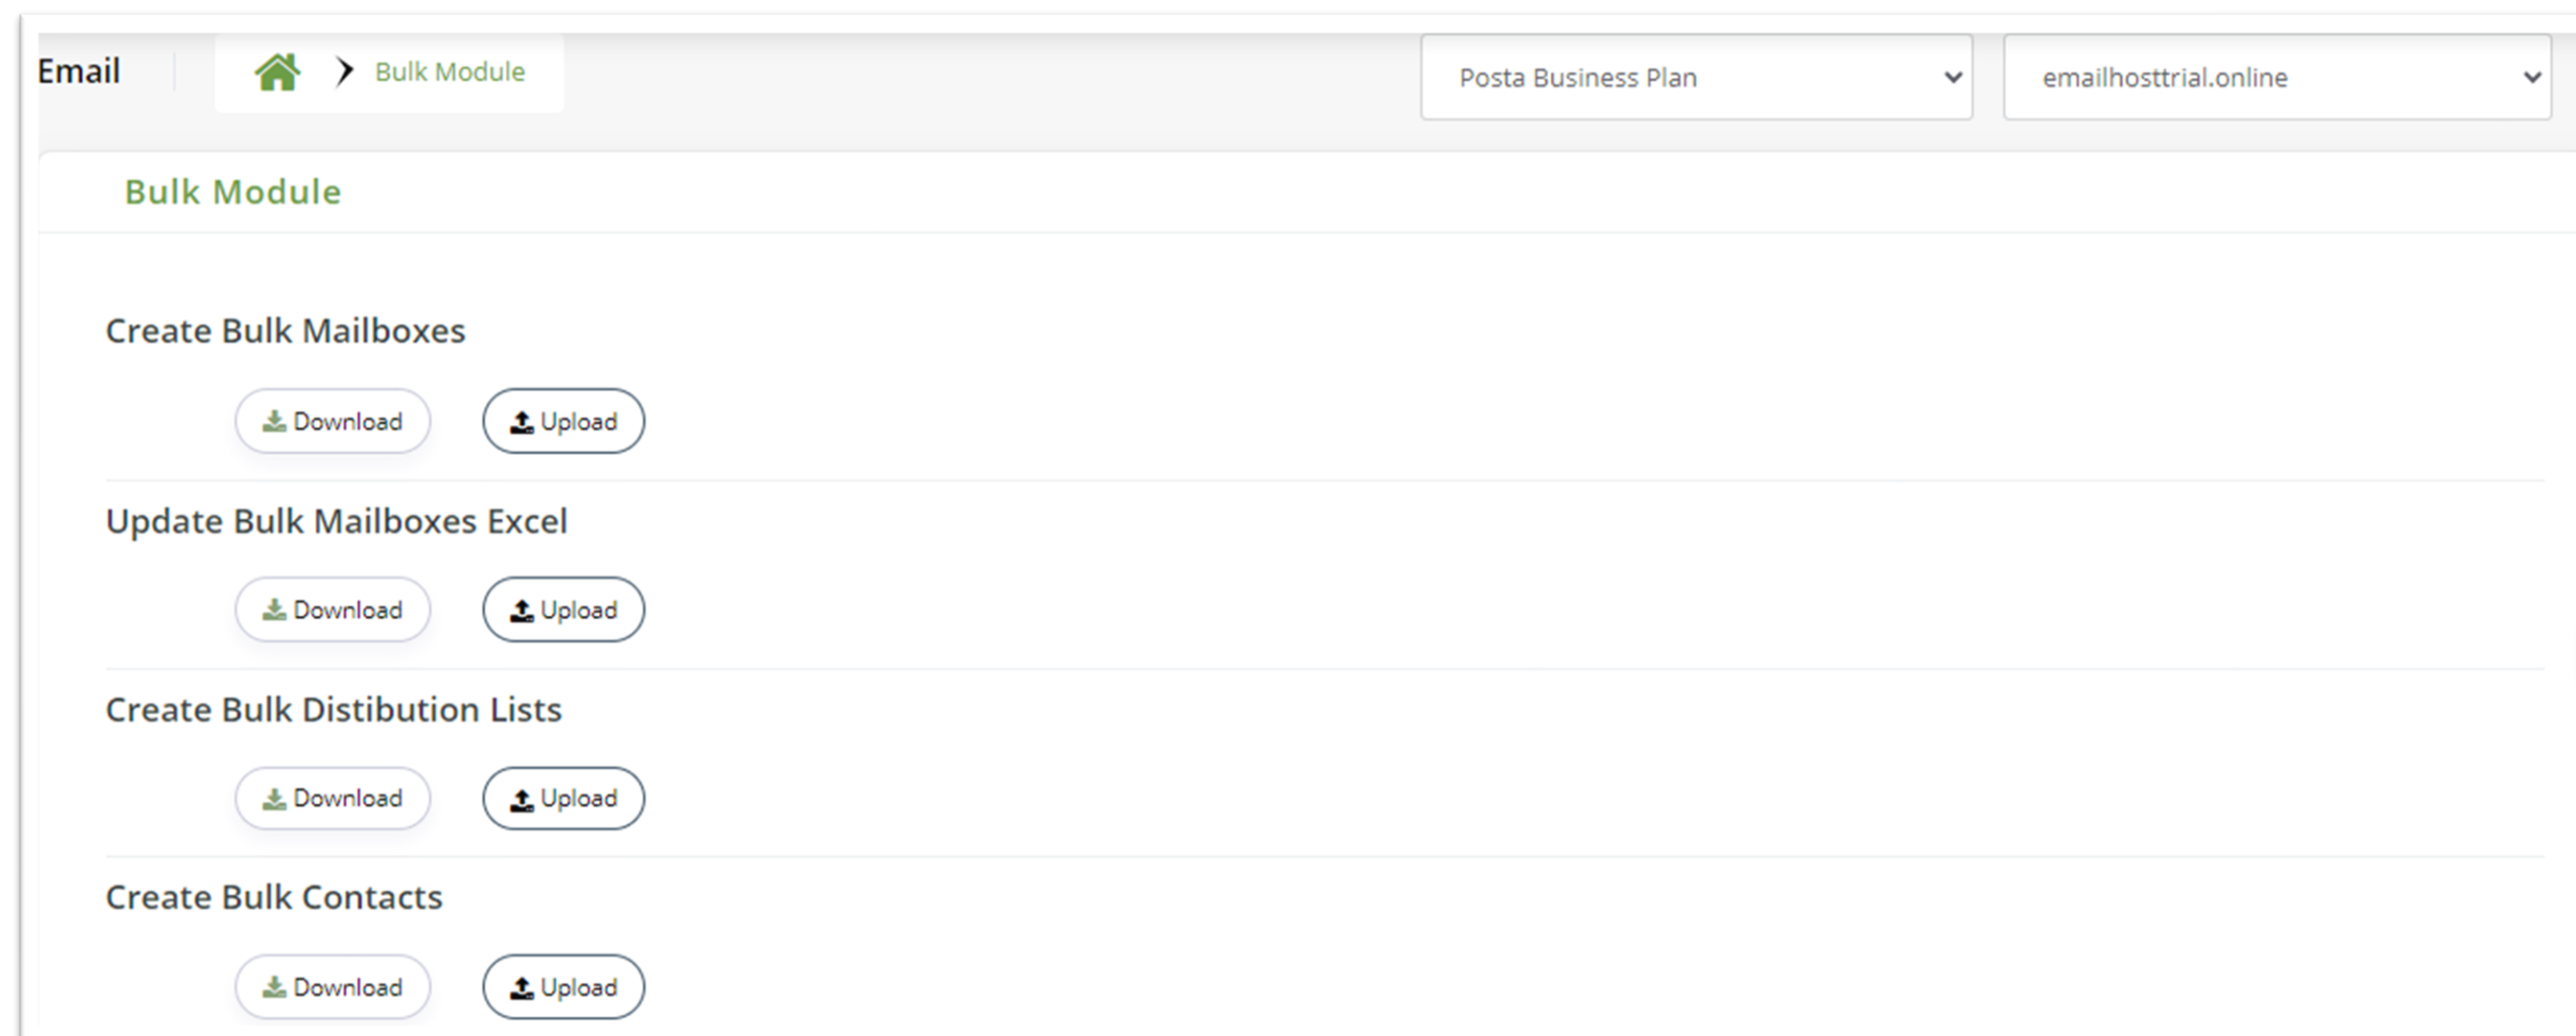 Email
Bulk Module
Posta Business Plan
emailhosttrial.online
Bulk Module
Create Bulk Mailboxes
Download
Upload
Update Bulk Mailboxes Excel
Download
Upload
Create Bulk Distibution Lists
Download
Upload
Create Bulk Contacts
Download
Upload